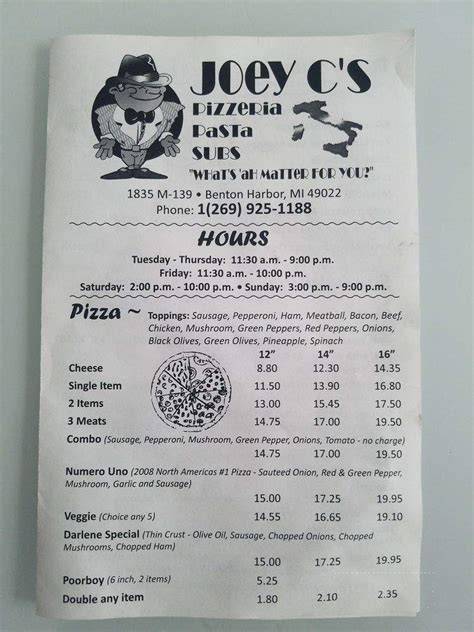 JOEY C'S
PIZZERIA
PASTA
SUBS
"WHAT'S 'AH MATTER FOR YOU?"
1835 M-139 • Benton Harbor, MI 49022
Phone: 1(269) 925-1188
HOURS
Tuesday - Thursday: 11:30 a.m. - 9:00 p.m.
Friday: 11:30 a.m. - 10:00 p.m.
Saturday: 2:00 p.m. - 10:00 p.m. • Sunday: 3:00 p.m. - 9:00 p.m.
Pizza ~ Toppings: Sausage, Pepperoni, Ham, Meatball, Bacon, Beef,
Chicken, Mushroom, Green Peppers, Red Peppers, Onions,
Black Olives, Green Olives, Pineapple, Spinach
12" 14" 16"
Cheese 8.80 12.30 14.35
Single Item 11.50 13.90 16.80
2 Items 13.00 15.45 17.50
3 Meats 14.75 17.00 19.50
Combo (Sausage, Pepperoni, Mushroom, Green Pepper, Onions, Tomato - no charge)
14.75 17.00 19.50
Numero Uno (2008 North Americas #1 Pizza - Sauteed Onion, Red & Green Pepper,
Mushroom, Garlic and Sausage)
15.00 17.25 19.95
Veggie (Choice any 5) 14.55 16.65 19.10
Darlene Special (Thin Crust - Olive Oil, Sausage, Chopped Onions, Chopped
Mushrooms, Chopped Ham)
15.00 17.25 19.95
Poorboy (6 inch, 2 items) 5.25
Double any item 1.80 2.10 2.35